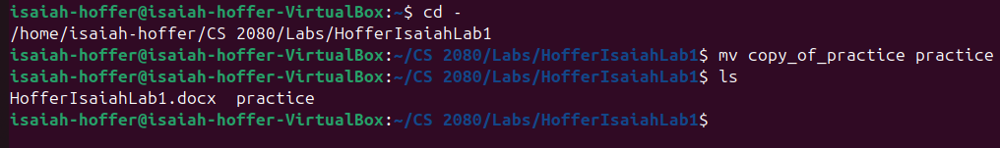 isaiah-hoffer@isaiah-hoffer-VirtualBox:~$ cd -
/home/isaiah-hoffer/CS 2080/Labs/HofferIsaiahLab1
isaiah-hoffer@isaiah-hoffer-VirtualBox:~/CS 2080/Labs/HofferIsaiahLab1$ mv copy_of_practice practice
isaiah-hoffer@isaiah-hoffer-VirtualBox:~/CS 2080/Labs/HofferIsaiahLab1$ ls
HofferIsaiahLab1.docx  practice
isaiah-hoffer@isaiah-hoffer-VirtualBox:~/CS 2080/Labs/HofferIsaiahLab1$